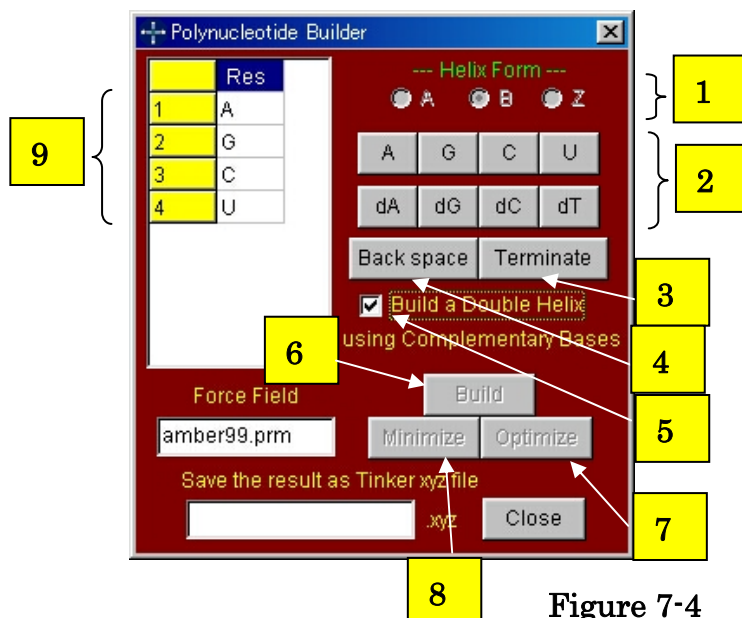 Polynucleotide Builder
Res
1 A
2 G
3 C
4 U
--- Helix Form ---
A B Z
A G C U
dA dG dC dT
Back space Terminate
Build a Double Helix
using Complementary Bases
Force Field
amber99.prm
Build
Minimize Optimize
Save the result as Tinker xyz file
.xyz Close
1
2
3
4
5
6
7
8
9
Figure 7-4